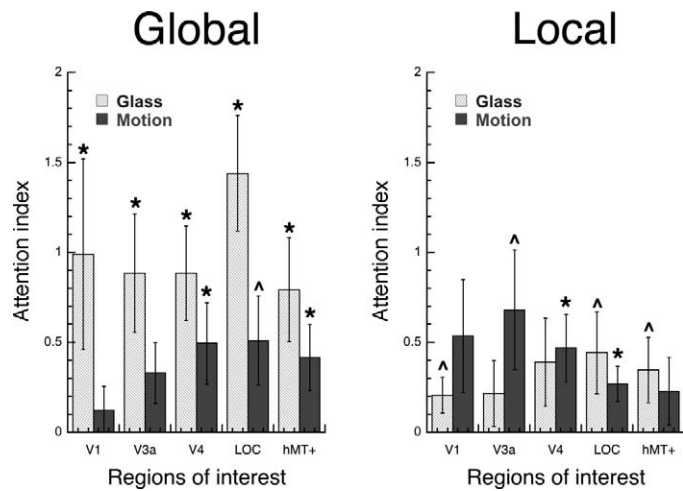 Global
Local
2
Glass
Motion
1.5
1
0.5
0
*
*
*
*
^
*
*
*
Attention index
V1
V3a
V4
LOC
hMT+
Regions of interest
2
Glass
Motion
1.5
1
0.5
0
^
^
*
^
*
^
Attention index
V1
V3a
V4
LOC
hMT+
Regions of interest